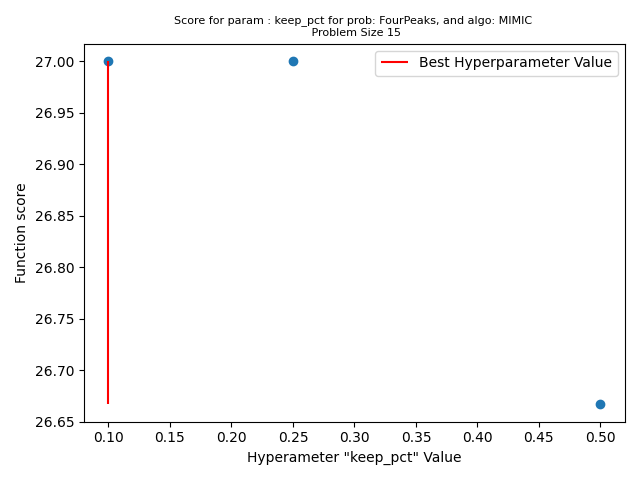 Score for param : keep_pct for prob: FourPeaks, and algo: MIMIC
Problem Size 15
Best Hyperparameter Value
27.00
26.95
26.90
26.85
26.80
26.75
26.70
26.65
Function score
0.10 0.15 0.20 0.25 0.30 0.35 0.40 0.45 0.50
Hyperameter "keep_pct" Value